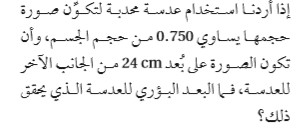 إذا أردنا استخدام عدسة محدبة لتكوّن صورة
حجمها يساوي 0.750 من حجم الجسم، وأن
تكون الصورة على بُعد 24 cm من الجانب الآخر
للعدسة، فما البعد البؤري للعدسة الذي يحقق
ذلك؟